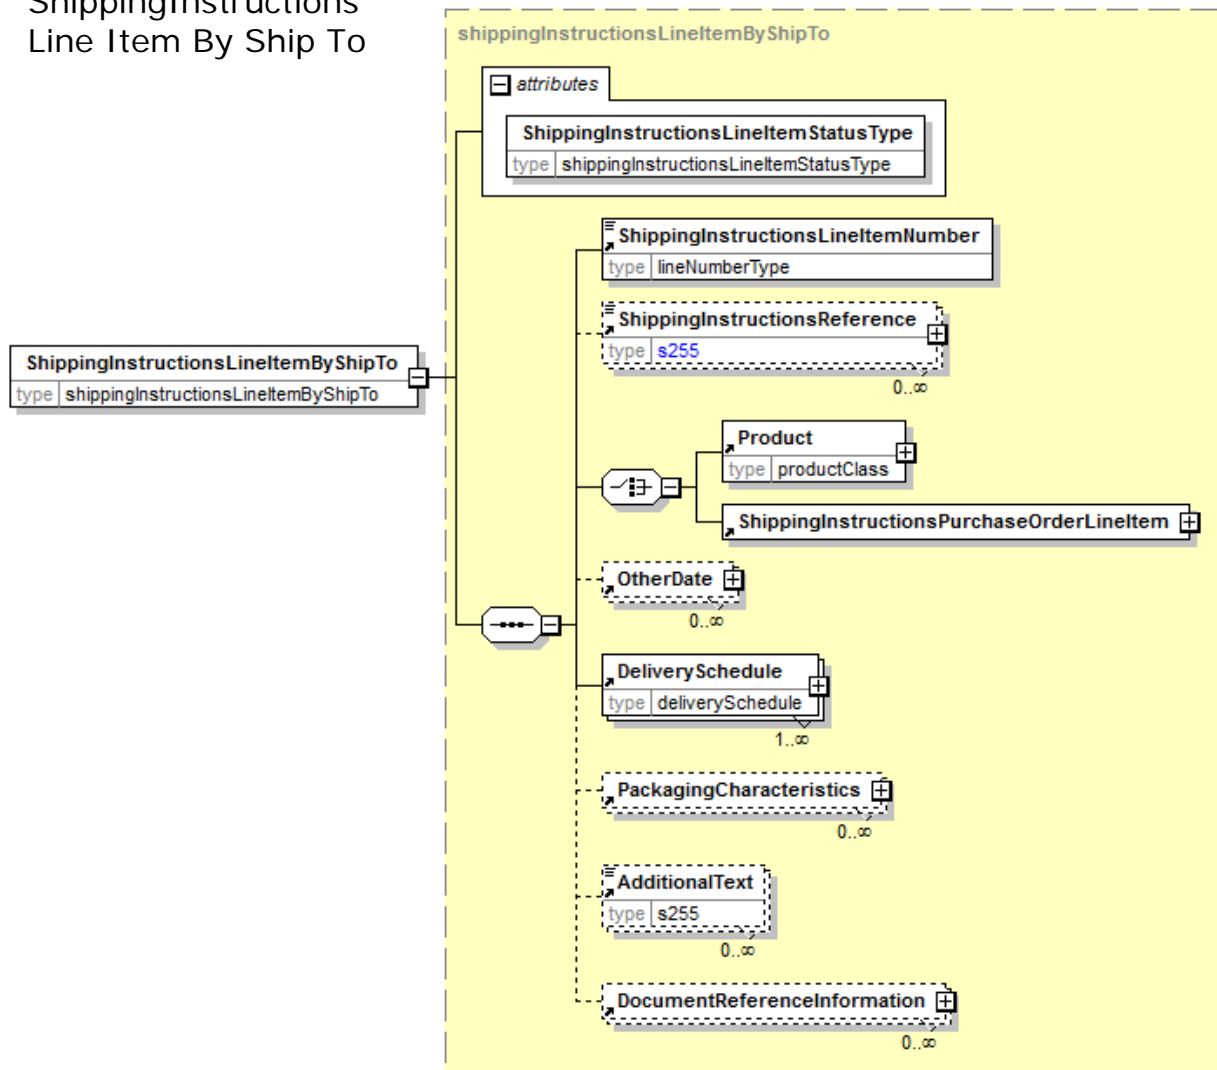 ShippingInstructions
Line Item By Ship To
shippingInstructionsLineItemByShipTo
attributes
ShippingInstructionsLineItemStatusType
type shippingInstructionsLineItemStatusType
ShippingInstructionsLineItemNumber
type lineNumberType
ShippingInstructionsReference
type s255
0..∞
ShippingInstructionsLineItemByShipTo
type shippingInstructionsLineItemByShipTo
Product
type productClass
ShippingInstructionsPurchaseOrderLineItem
OtherDate
0..∞
DeliverySchedule
type deliverySchedule
1..∞
PackagingCharacteristics
0..∞
AdditionalText
type s255
0..∞
DocumentReferenceInformation
0..∞